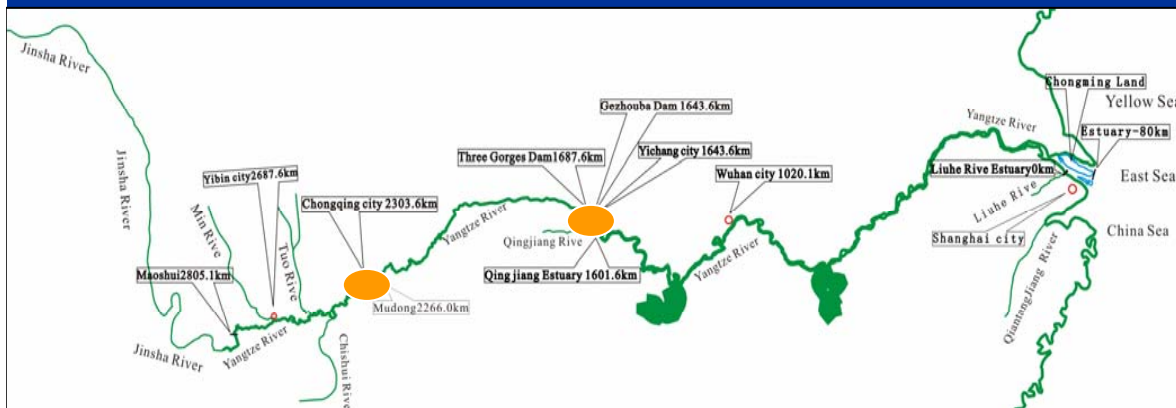 Jinsha River
Jinsha River
Jinsha River
Maoshui2805.1km
Min Rive
Yibin city2687.6km
Tuo Rive
Yangtze River
Chishui River
Chongqing city 2303.6km
Mudong2266.0km
Yangtze River
Three Gorges Dam1687.6km
Gezhouba Dam 1643.6km
Yichang city 1643.6km
Qingjiang Rive
Qing jiang Estuary 1601.6km
Wuhan city 1020.1km
Yangtze River
Yangtze River
Chongming Land
Yellow Sea
Estuary-80km
Liuhe Rive Estuary0km
East Sea
Liuhe Rive
Shanghai city
China Sea
QiantangJiang River